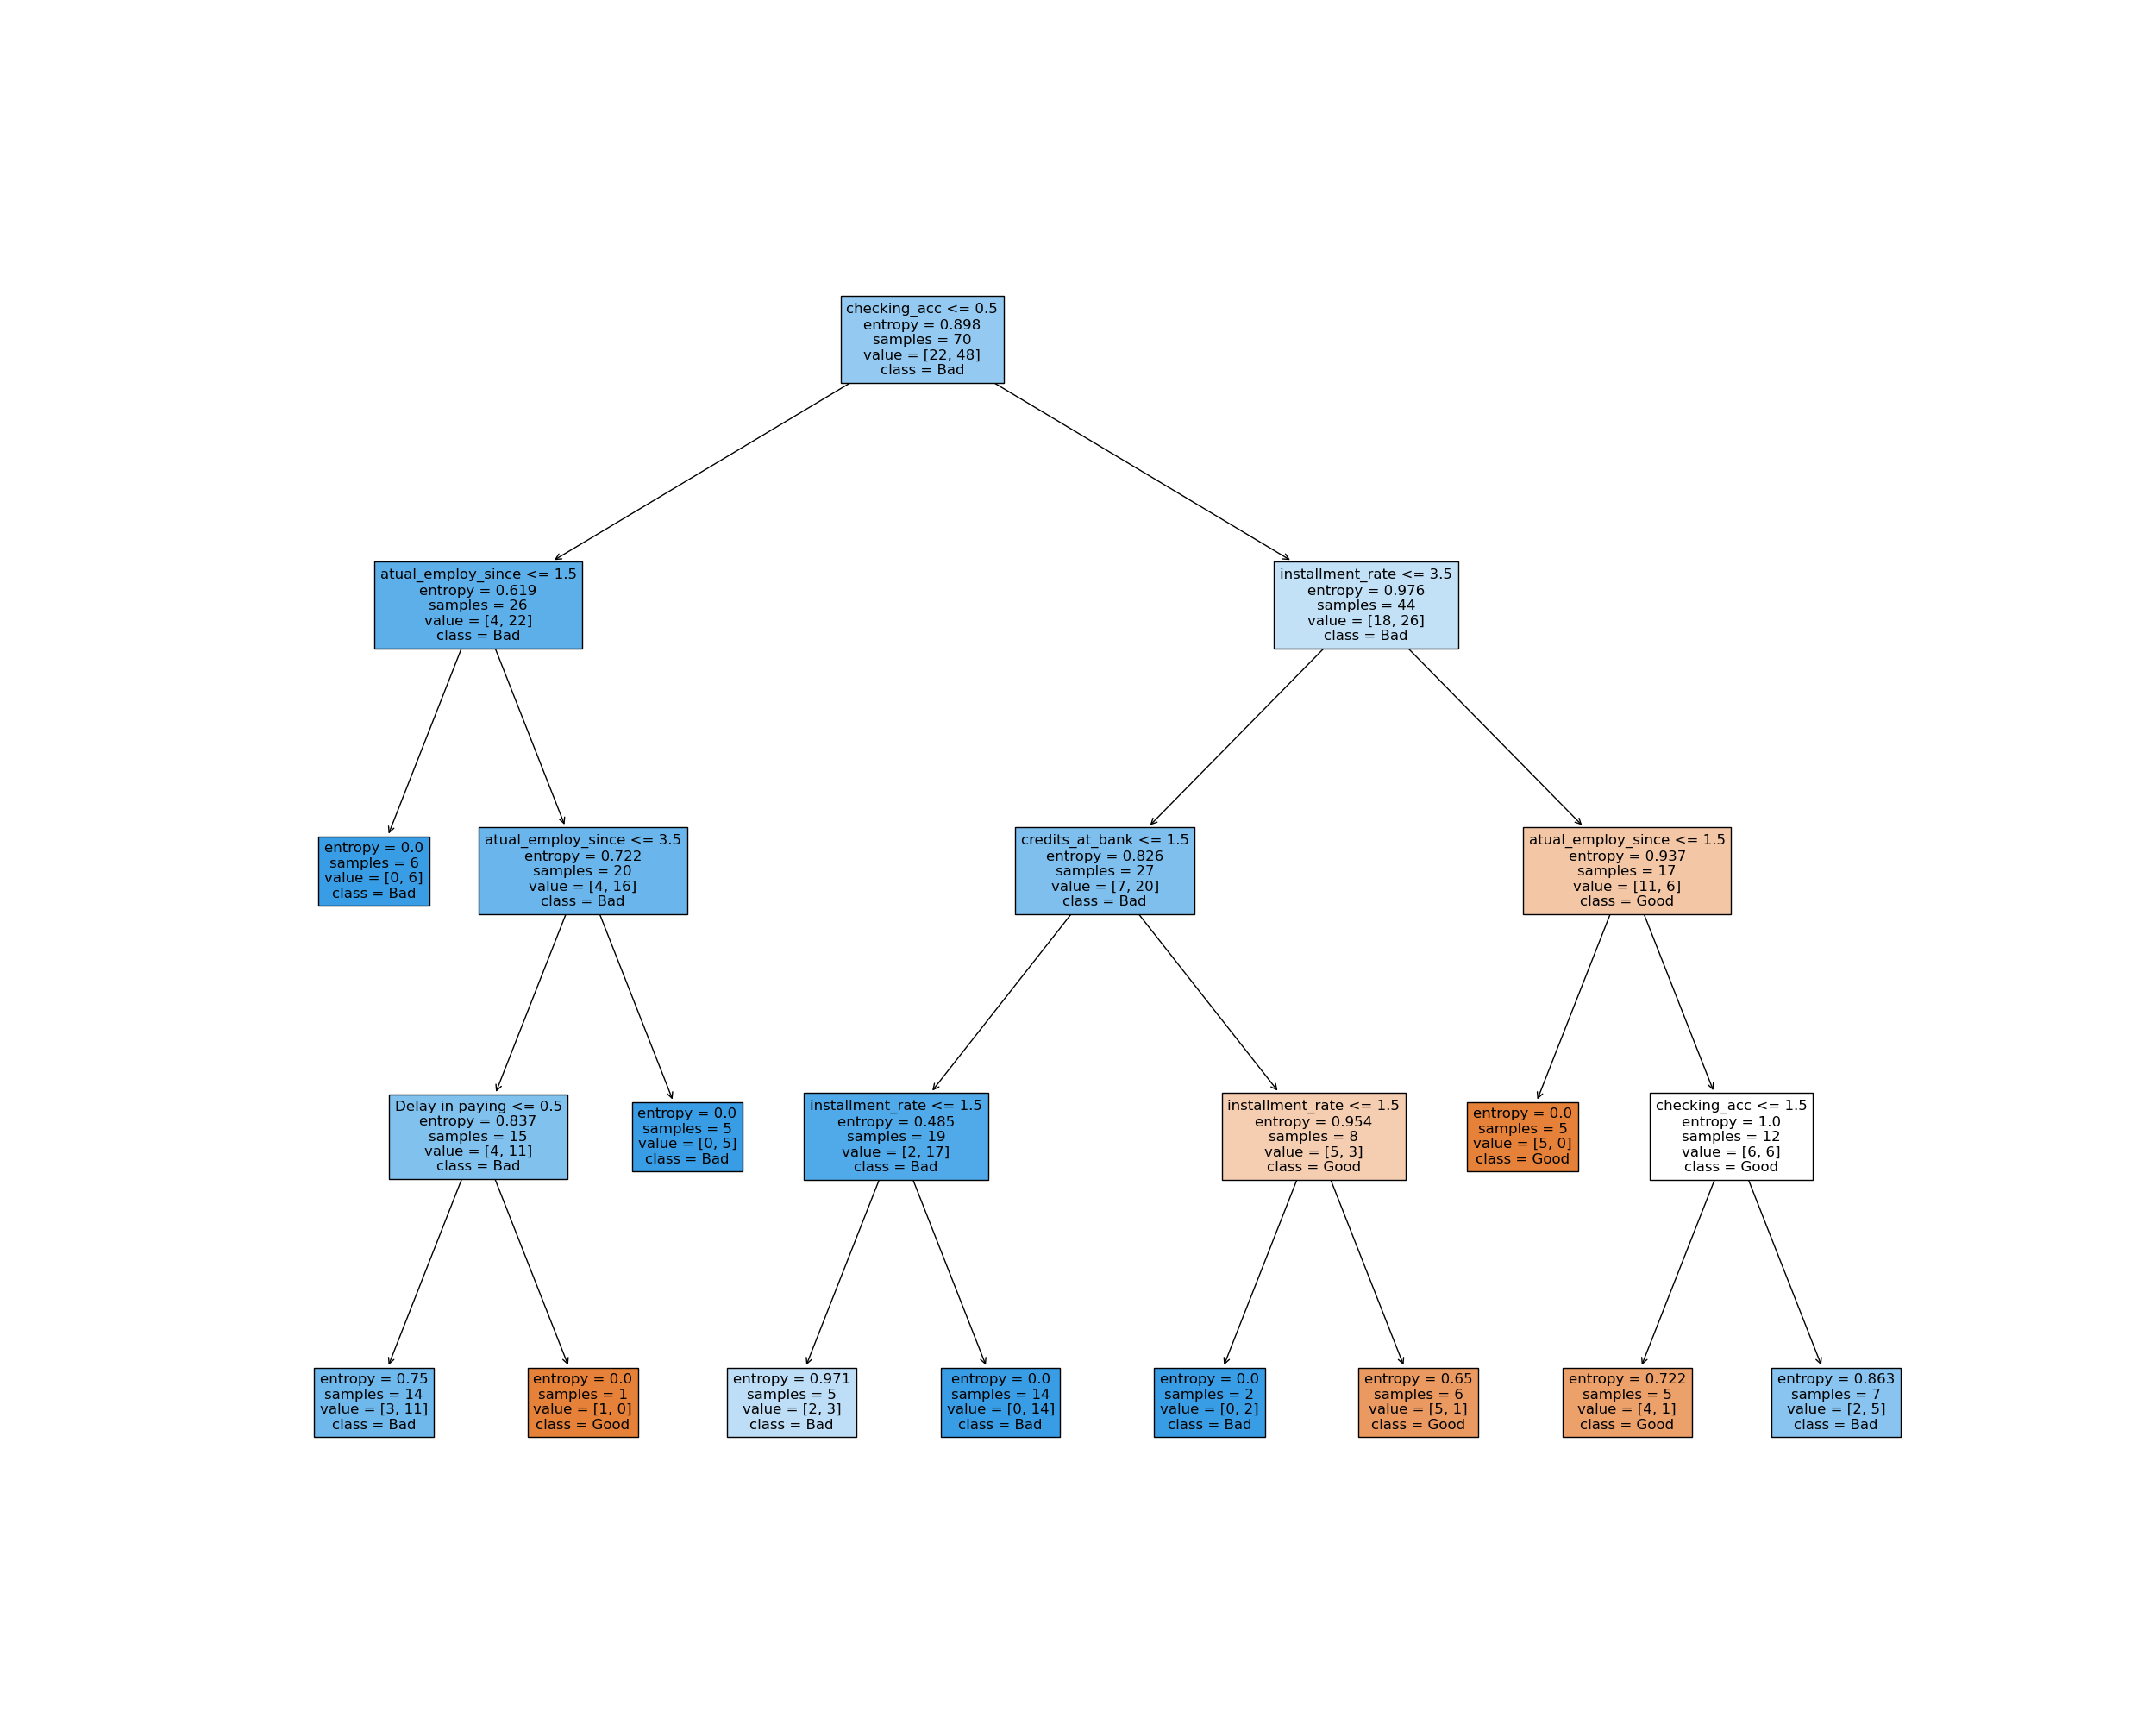 checking_acc <= 0.5
entropy = 0.898
samples = 70
value = [22, 48]
class = Bad
atual_employ_since <= 1.5
entropy = 0.619
samples = 26
value = [4, 22]
class = Bad
installment_rate <= 3.5
entropy = 0.976
samples = 44
value = [18, 26]
class = Bad
entropy = 0.0
samples = 6
value = [0, 6]
class = Bad
atual_employ_since <= 3.5
entropy = 0.722
samples = 20
value = [4, 16]
class = Bad
credits_at_bank <= 1.5
entropy = 0.826
samples = 27
value = [7, 20]
class = Bad
atual_employ_since <= 1.5
entropy = 0.937
samples = 17
value = [11, 6]
class = Good
Delay in paying <= 0.5
entropy = 0.837
samples = 15
value = [4, 11]
class = Bad
entropy = 0.0
samples = 5
value = [0, 5]
class = Bad
installment_rate <= 1.5
entropy = 0.485
samples = 19
value = [2, 17]
class = Bad
installment_rate <= 1.5
entropy = 0.954
samples = 8
value = [5, 3]
class = Good
entropy = 0.0
samples = 5
value = [5, 0]
class = Good
checking_acc <= 1.5
entropy = 1.0
samples = 12
value = [6, 6]
class = Good
entropy = 0.75
samples = 14
value = [3, 11]
class = Bad
entropy = 0.0
samples = 1
value = [1, 0]
class = Good
entropy = 0.971
samples = 5
value = [2, 3]
class = Bad
entropy = 0.0
samples = 14
value = [0, 14]
class = Bad
entropy = 0.0
samples = 2
value = [0, 2]
class = Bad
entropy = 0.65
samples = 6
value = [5, 1]
class = Good
entropy = 0.722
samples = 5
value = [4, 1]
class = Good
entropy = 0.863
samples = 7
value = [2, 5]
class = Bad